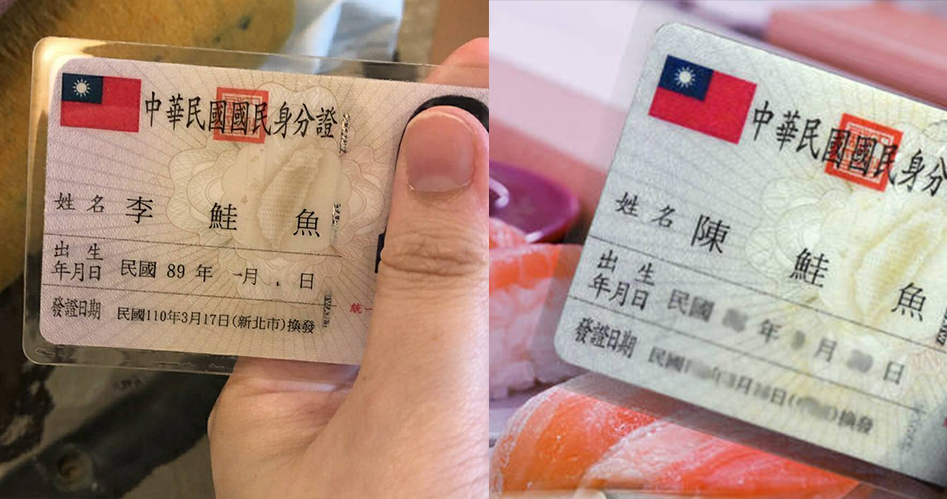 中華民國國民身分證
姓名 李 鮭 魚
出生年月日 民國 89 年 月 日
發證日期 民國110年3月17日(新北市)換發
統一
中華民國國民身分
姓名 陳 鮭 魚
出生年月日 民國 年 月 日
發證日期 民國 年3月 日( )換發